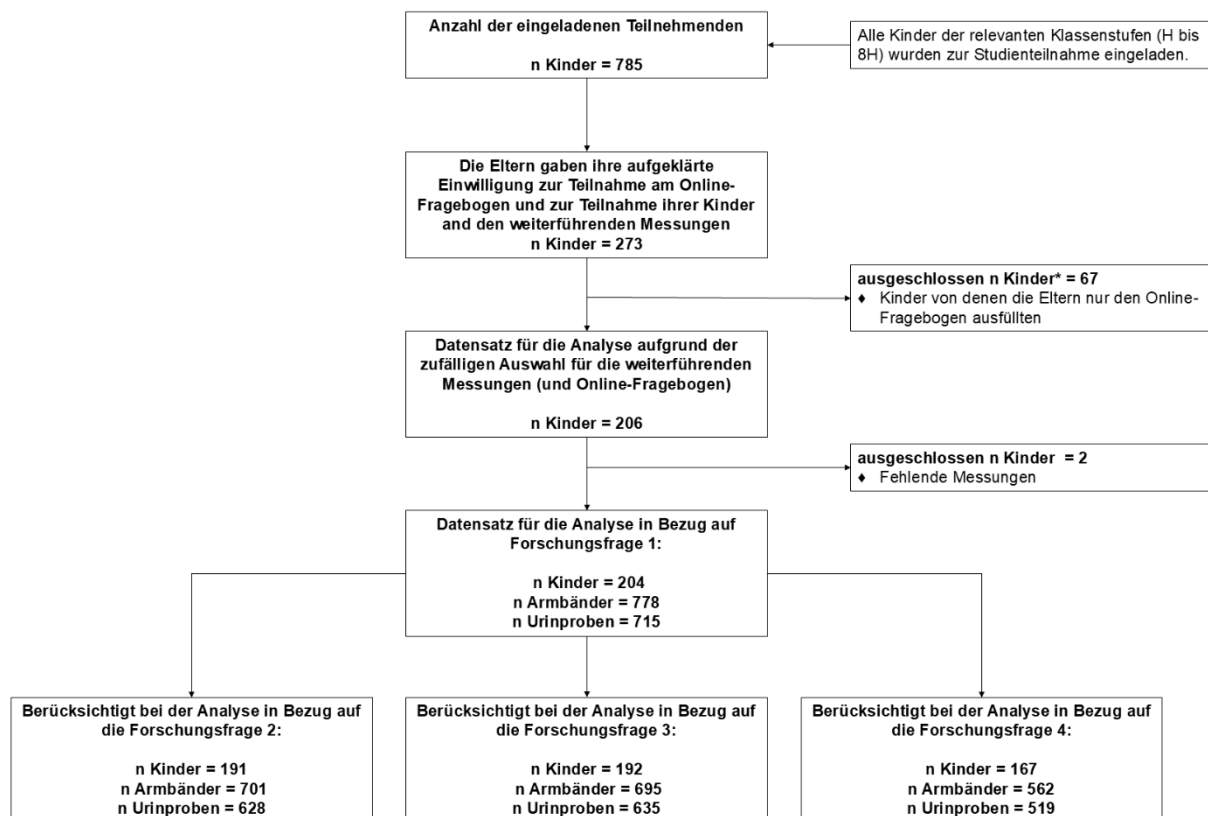 Anzahl der eingeladenen Teilnehmenden
n Kinder = 785
Alle Kinder der relevanten Klassenstufen (H bis
8H) wurden zur Studienteilnahme eingeladen.
Die Eltern gaben ihre aufgeklärte
Einwilligung zur Teilnahme am Online-
Fragebogen und zur Teilnahme ihrer Kinder
and den weiterführenden Messungen
n Kinder = 273
ausgeschlossen n Kinder* = 67
♦ Kinder von denen die Eltern nur den Online-
Fragebogen ausfüllten
Datensatz für die Analyse aufgrund der
zufälligen Auswahl für die weiterführenden
Messungen (und Online-Fragebogen)
n Kinder = 206
ausgeschlossen n Kinder = 2
♦ Fehlende Messungen
Datensatz für die Analyse in Bezug auf
Forschungsfrage 1:
n Kinder = 204
n Armbänder = 778
n Urinproben = 715
Berücksichtigt bei der Analyse in Bezug auf
die Forschungsfrage 2:
n Kinder = 191
n Armbänder = 701
n Urinproben = 628
Berücksichtigt bei der Analyse in Bezug auf
die Forschungsfrage 3:
n Kinder = 192
n Armbänder = 695
n Urinproben = 635
Berücksichtigt bei der Analyse in Bezug auf
die Forschungsfrage 4:
n Kinder = 167
n Armbänder = 562
n Urinproben = 519